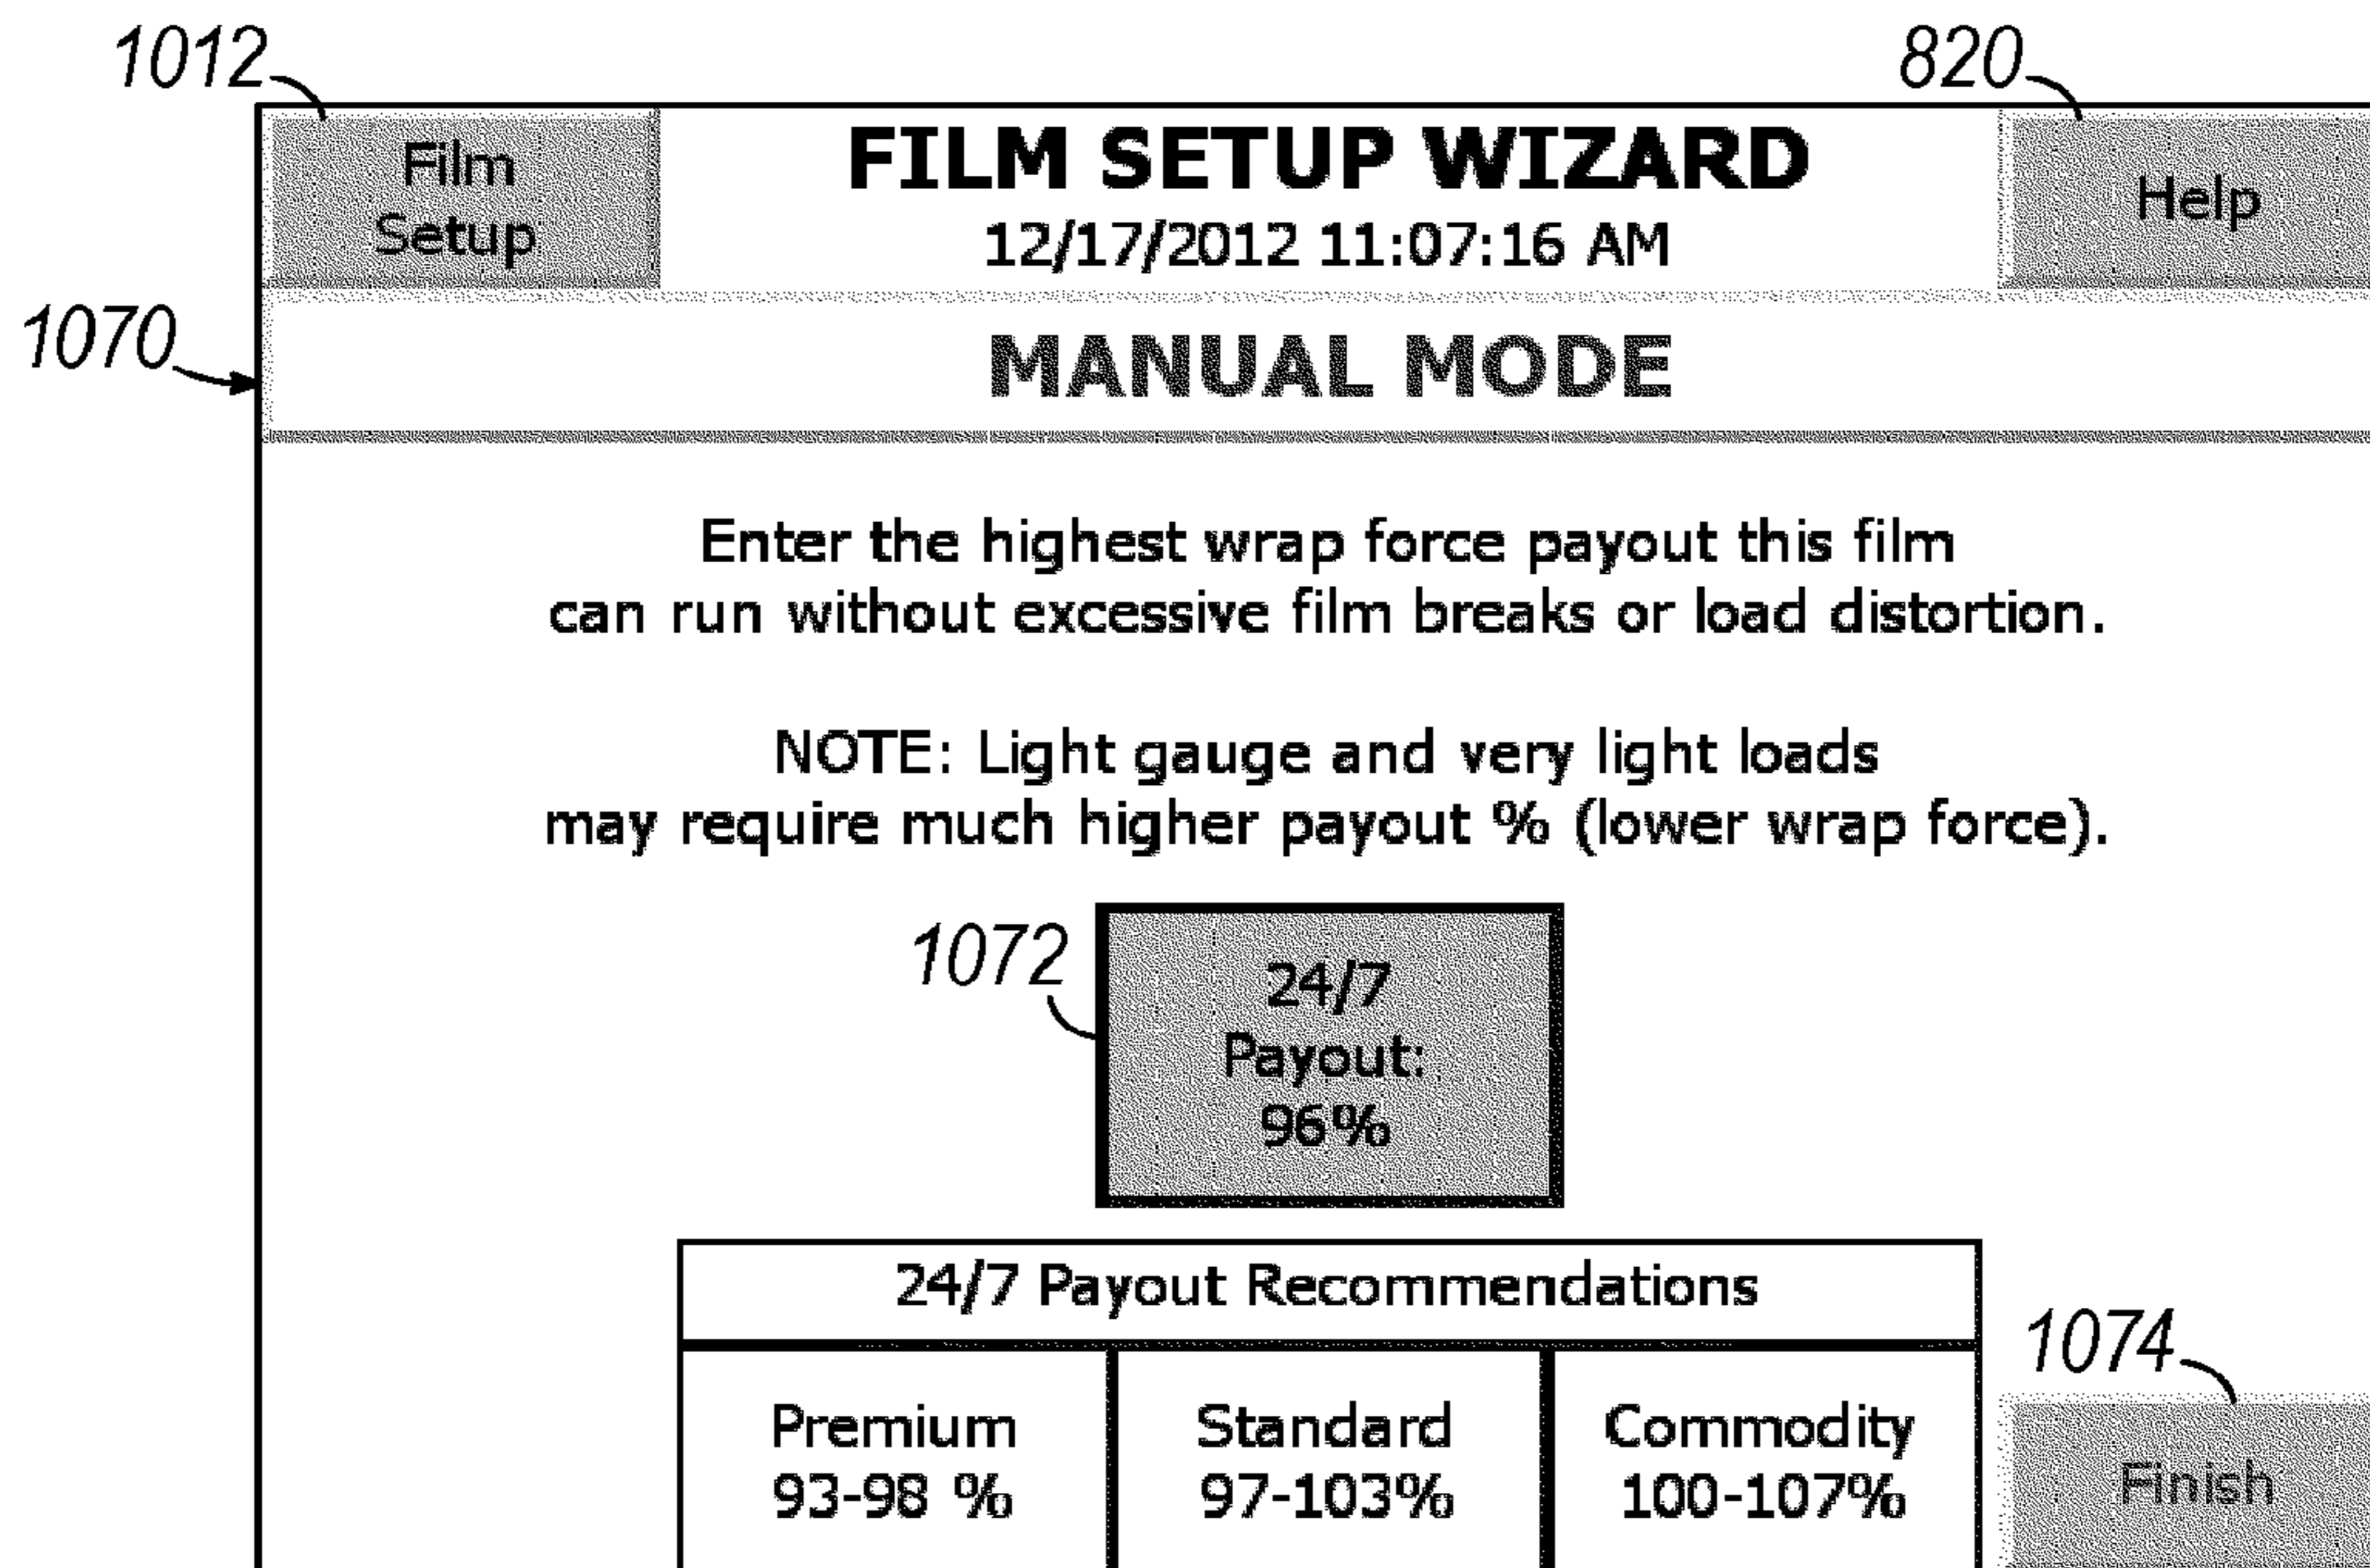 1012
820
Film
Setup
FILM SETUP WIZARD
12/17/2012 11:07:16 AM
Help
1070
MANUAL MODE
Enter the highest wrap force payout this film
can run without excessive film breaks or load distortion.
NOTE: Light gauge and very light loads
may require much higher payout % (lower wrap force).
1072
24/7
Payout:
96%
24/7 Payout Recommendations
1074
Premium
93-98 %
Standard
97-103%
Commodity
100-107%
Finish